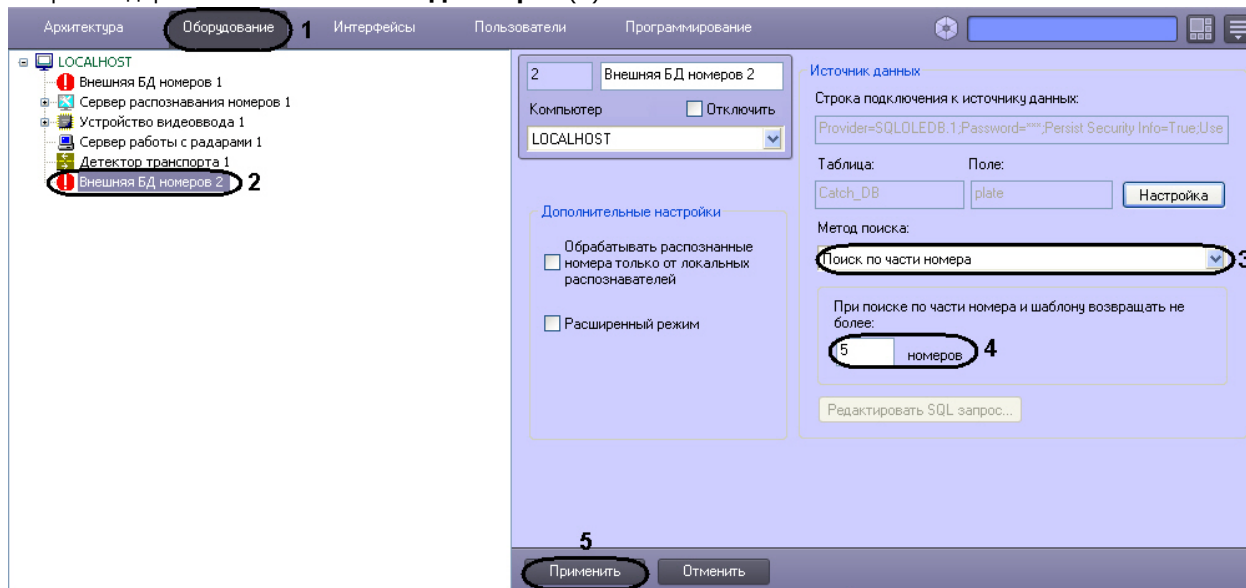 Архитектура Оборудование 1 Интерфейсы Пользователи Программирование
LOCALHOST
Внешняя БД номеров 1
Сервер распознавания номеров 1
Устройство видеоввода 1
Сервер работы с радарами 1
Детектор транспорта 1
Внешняя БД номеров 2 2
2 Внешняя БД номеров 2
Компьютер Отключить
LOCALHOST
Дополнительные настройки
Обрабатывать распознанные
номера только от локальных
распознавателей
Расширенный режим
Источник данных
Строка подключения к источнику данных:
Provider=SQLOLEDB.1;Password="***";Persist Security Info=True;Use
Таблица: Поле:
Catch_DB plate Настройка
Метод поиска:
Поиск по части номера 3
При поиске по части номера и шаблону возвращать не
более:
5 номеров 4
Редактировать SQL запрос...
5
Применить Отменить